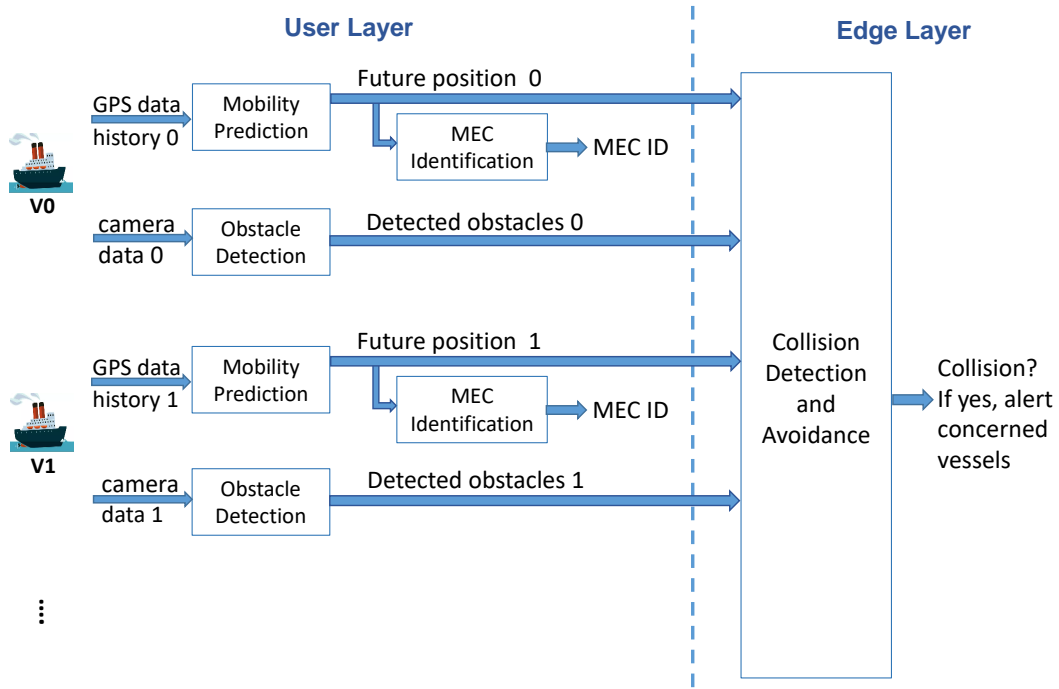 User Layer
Edge Layer
Future position 0
GPS data
history 0
Mobility
Prediction
MEC
Identification
MEC ID
V0
camera
data 0
Obstacle
Detection
Detected obstacles 0
Future position 1
GPS data
history 1
Mobility
Prediction
MEC
Identification
MEC ID
V1
camera
data 1
Obstacle
Detection
Detected obstacles 1
Collision
Detection
and
Avoidance
Collision?
If yes, alert
concerned
vessels